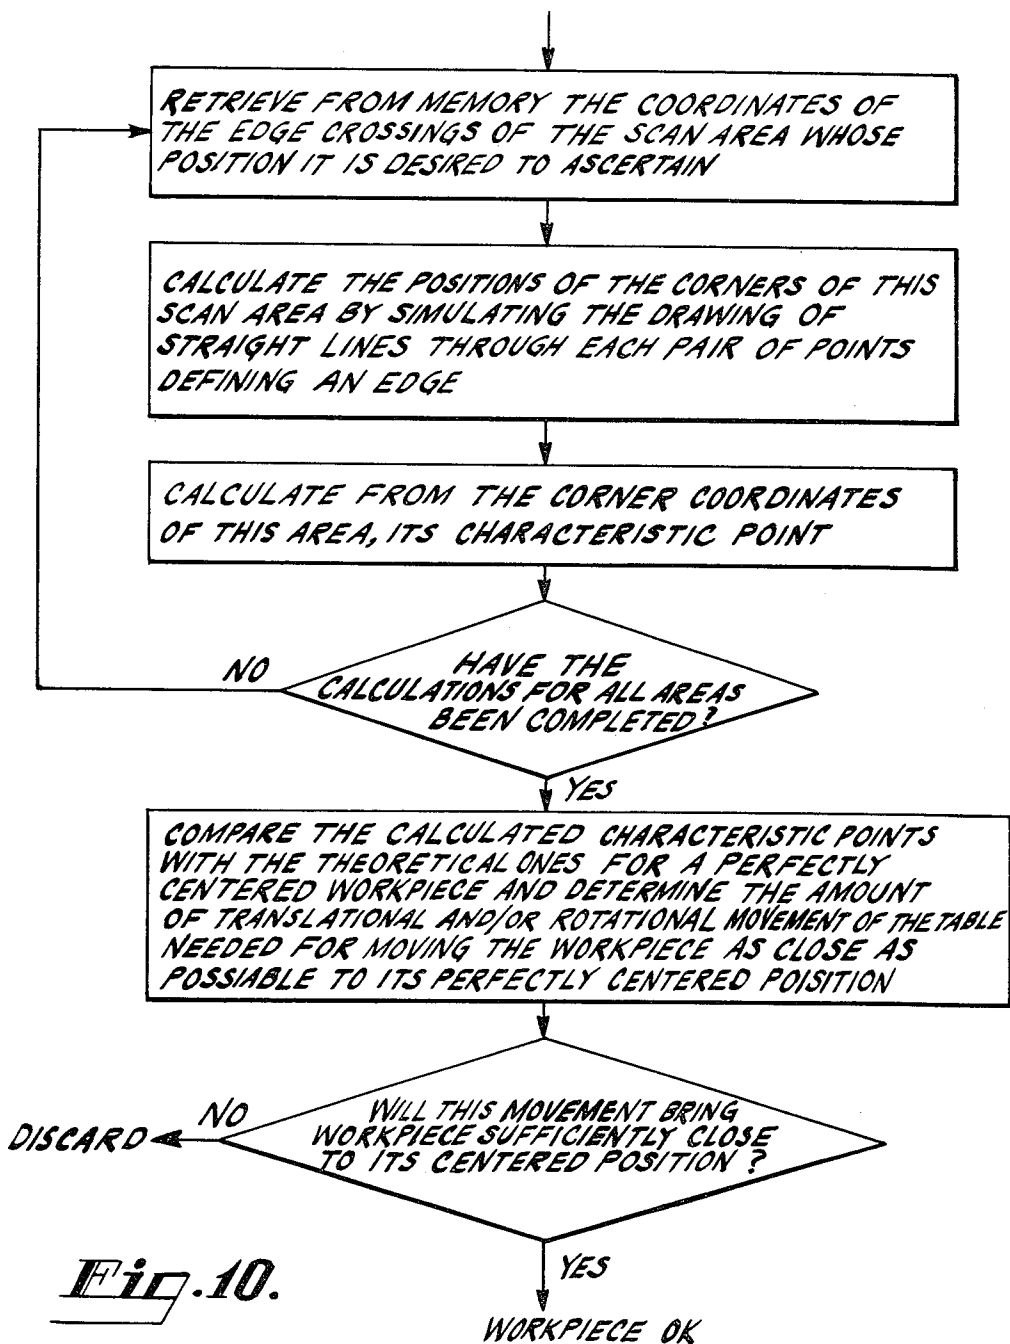 RETRIEVE FROM MEMORY THE COORDINATES OF
THE EDGE CROSSINGS OF THE SCAN AREA WHOSE
POSITION IT IS DESIRED TO ASCERTAIN
CALCULATE THE POSITIONS OF THE CORNERS OF THIS
SCAN AREA BY SIMULATING THE DRAWING OF
STRAIGHT LINES THROUGH EACH PAIR OF POINTS
DEFINING AN EDGE
CALCULATE FROM THE CORNER COORDINATES
OF THIS AREA, ITS CHARACTERISTIC POINT
NO
HAVE THE
CALCULATIONS FOR ALL AREAS
BEEN COMPLETED?
YES
COMPARE THE CALCULATED CHARACTERISTIC POINTS
WITH THE THEORETICAL ONES FOR A PERFECTLY
CENTERED WORKPIECE AND DETERMINE THE AMOUNT
OF TRANSLATIONAL AND/OR ROTATIONAL MOVEMENT OF THE TABLE
NEEDED FOR MOVING THE WORKPIECE AS CLOSE AS
POSSIABLE TO ITS PERFECTLY CENTERED POISITION
NO
DISCARD
WILL THIS MOVEMENT BRING
WORKPIECE SUFFICIENTLY CLOSE
TO ITS CENTERED POSITION?
YES
WORKPIECE OK
Fig. 10.